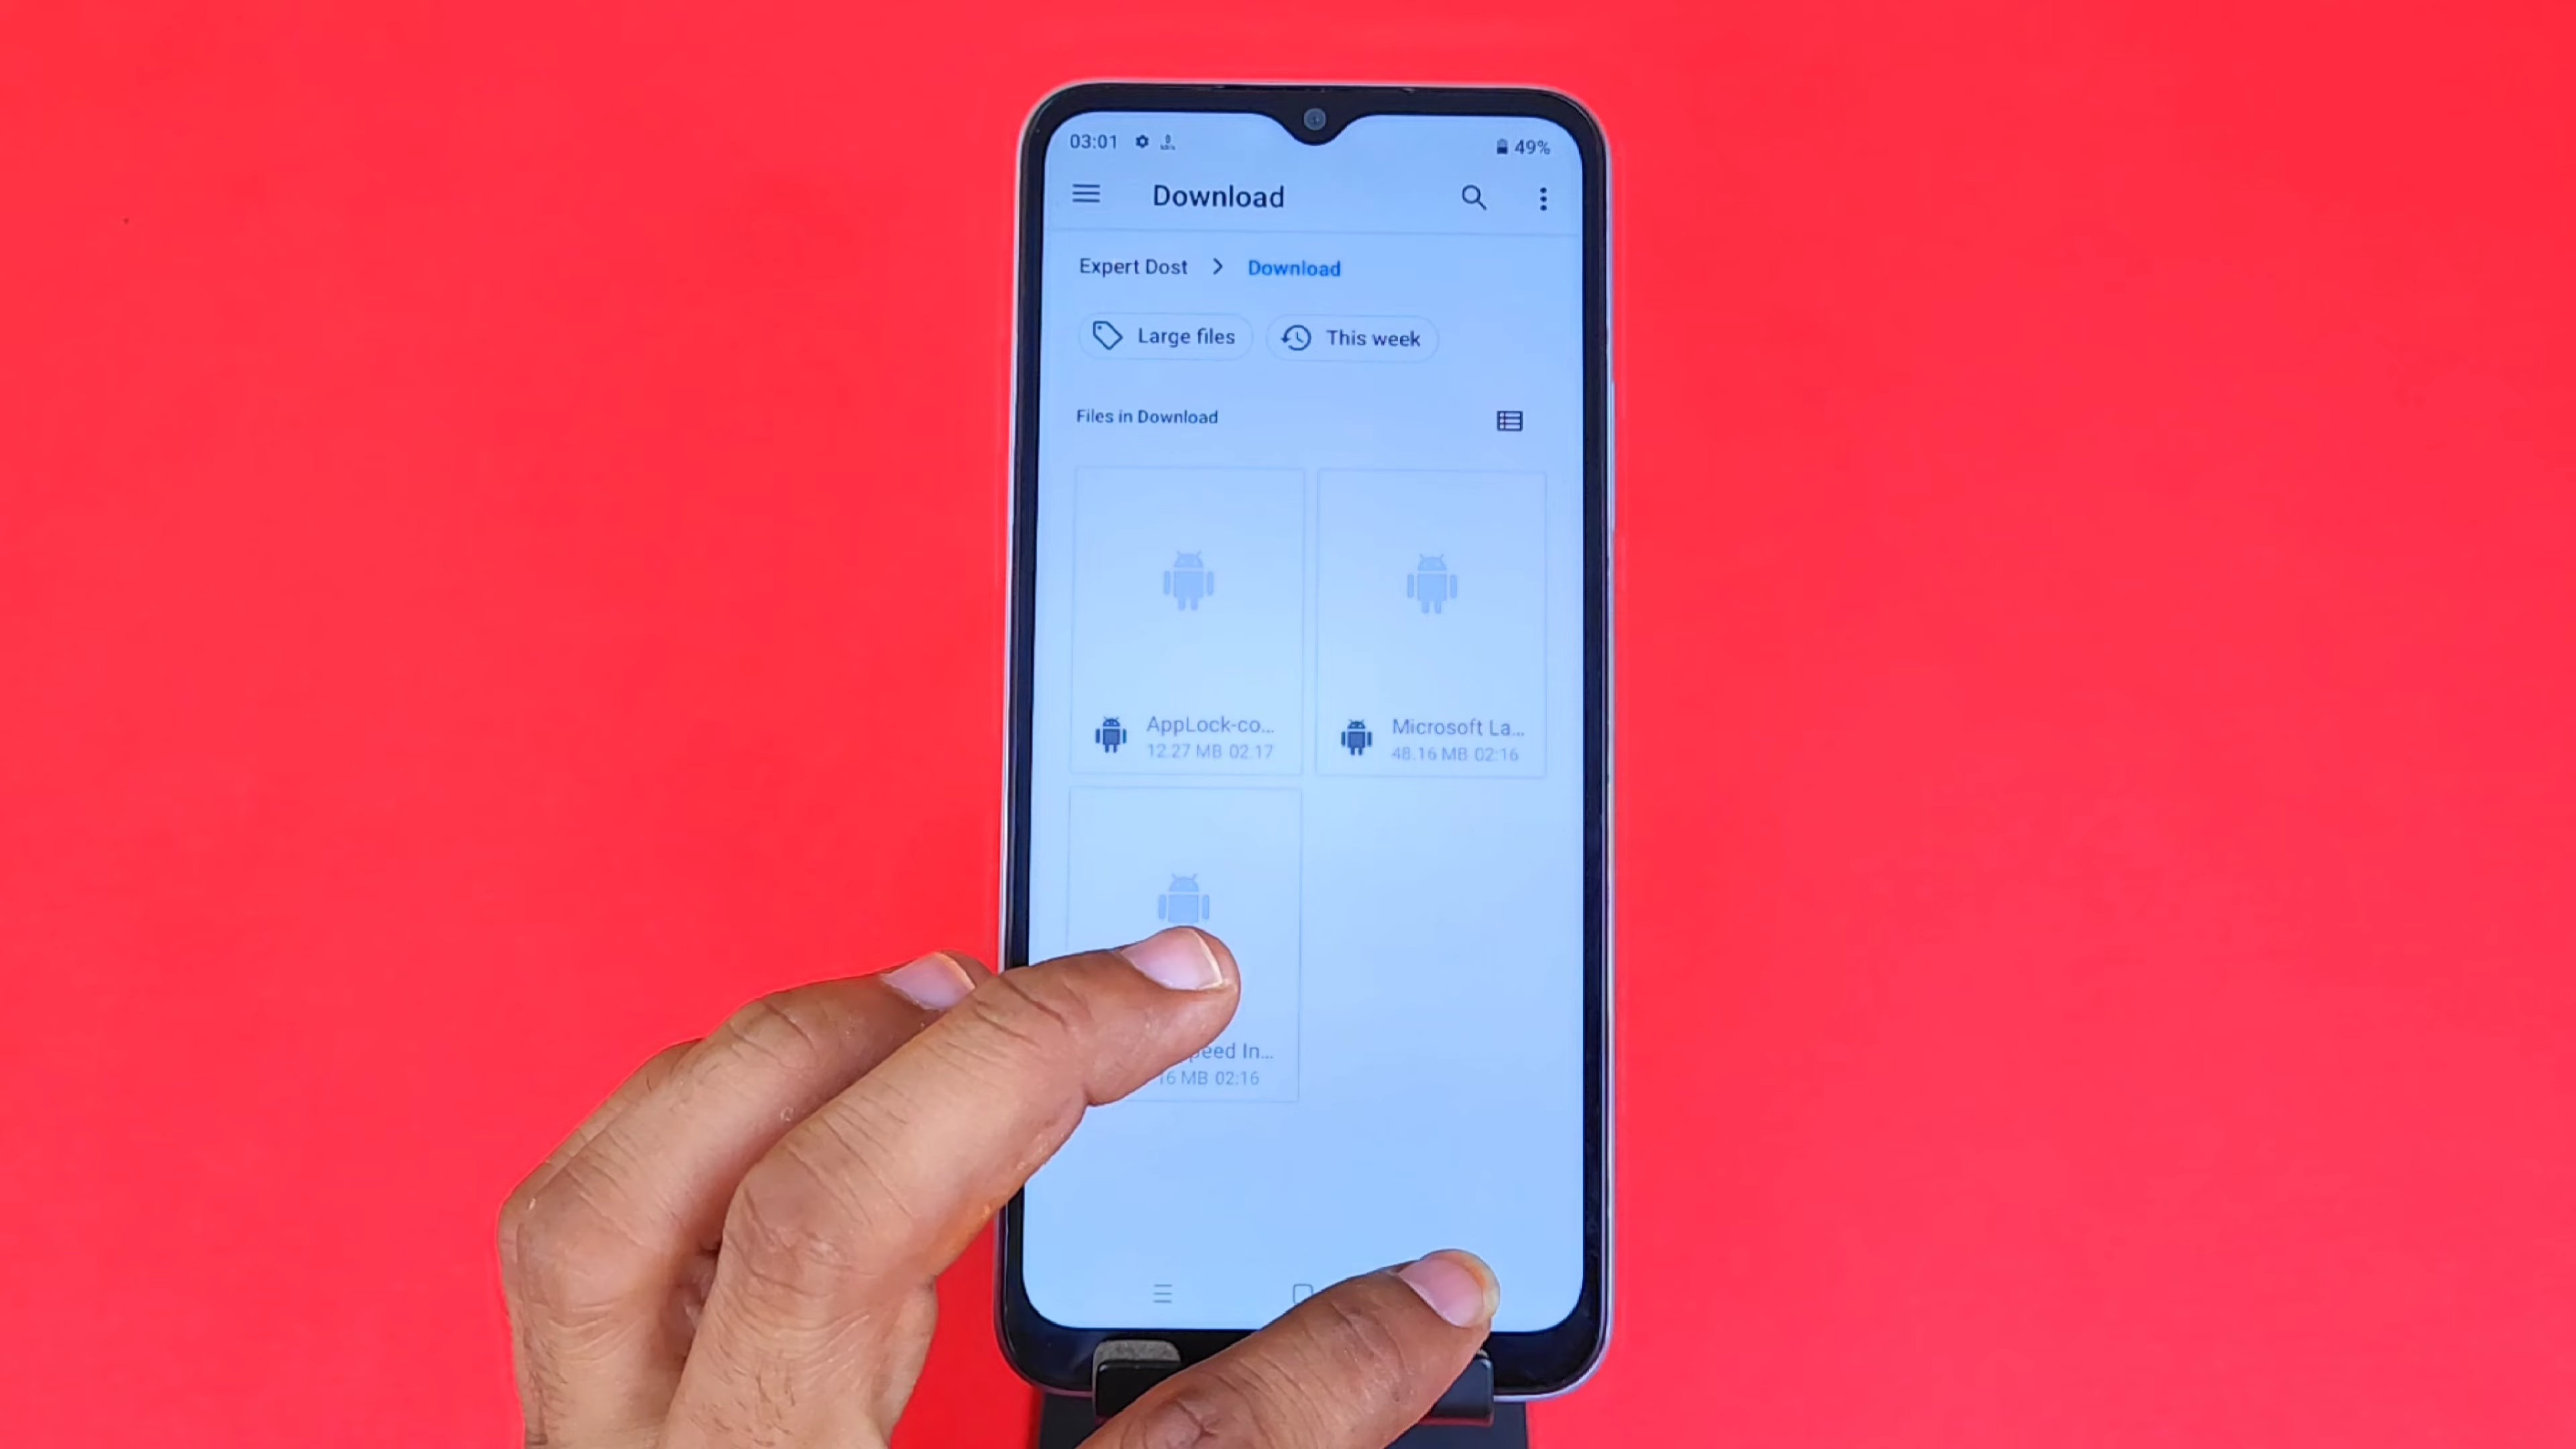 03:01
49%
Download
Expert Dost > Download
Large files
This week
Files in Download
AppLock-co...
12.27 MB 02:17
Microsoft La...
48.16 MB 02:16
In...
MB 02:16